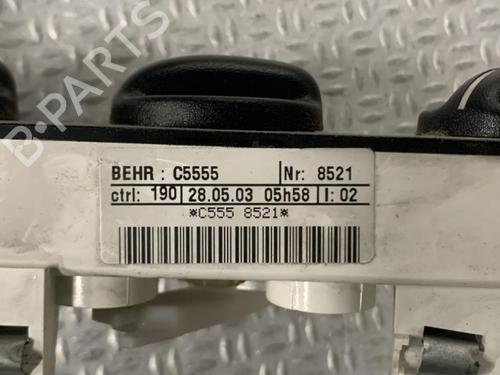 B-PARTS
BEHR : C5555 Nr: 8521
ctrl: 190 28.05.03 05h58 I: 02
*C555 8521*